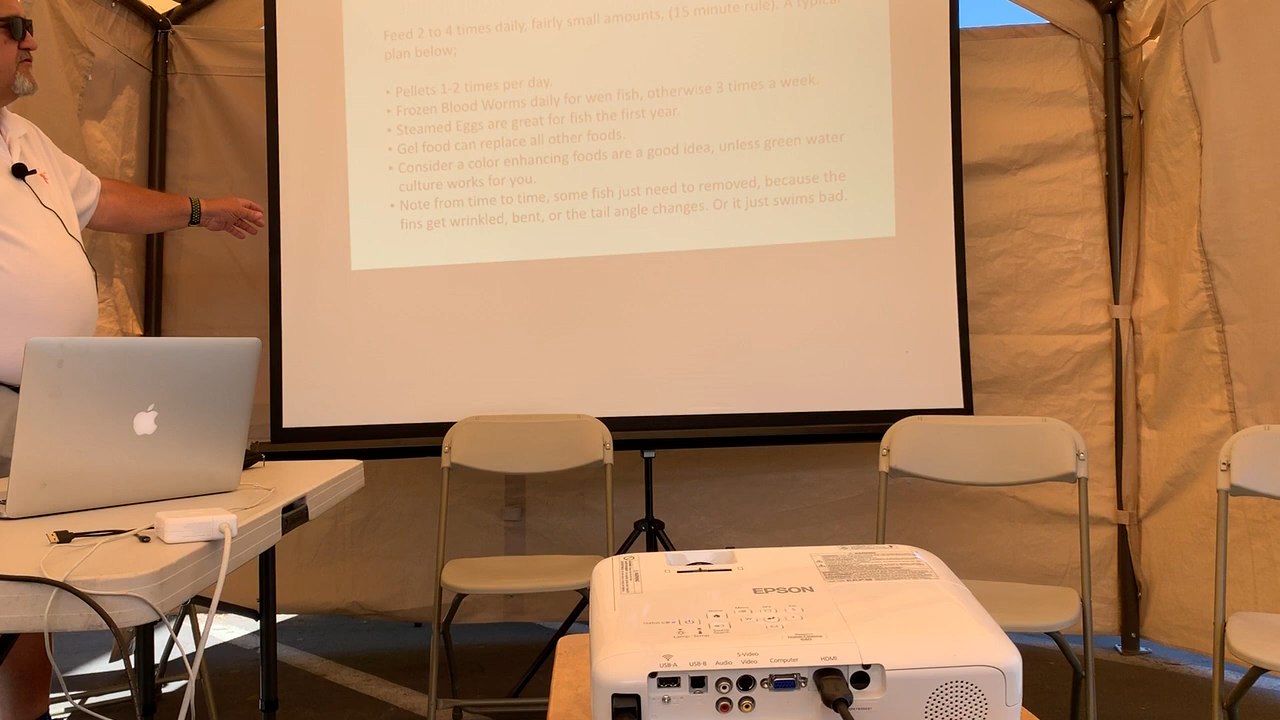 Feed 2 to 4 times daily, fairly small amounts, (15 minute rule). A typical
plan below;
• Pellets 1-2 times per day.
• Frozen Blood Worms daily for wen fish, otherwise 3 times a week.
• Steamed Eggs are great for fish the first year.
• Gel food can replace all other foods.
• Consider a color enhancing foods are a good idea, unless green water
culture works for you.
• Note from time to time, some fish just need to removed, because the
fins get wrinkled, bent, or the tail angle changes. Or it just swims bad.
EPSON
S-Video
USB-A USB-B Audio Video Computer HDMI